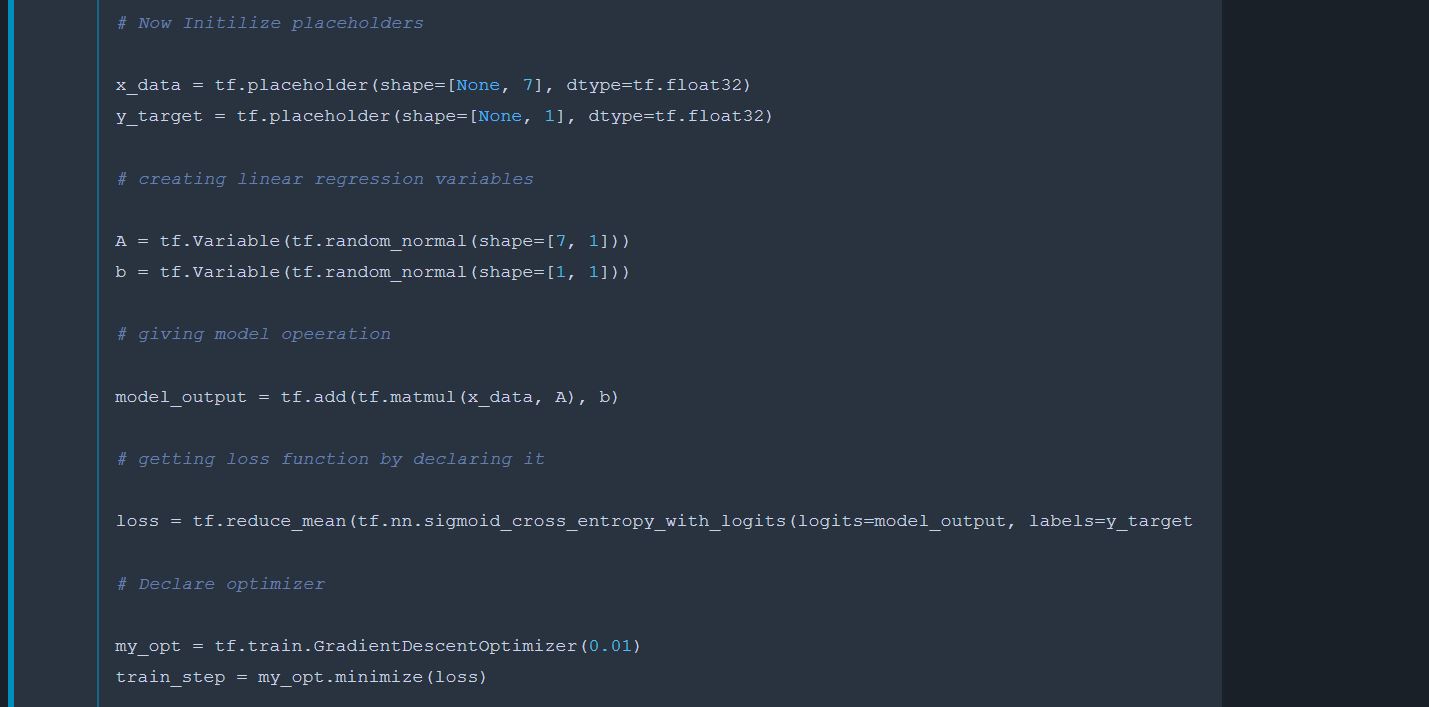 # Now Initilize placeholders
x_data = tf.placeholder(shape=[None, 7], dtype=tf.float32)
y_target = tf.placeholder(shape=[None, 1], dtype=tf.float32)
# creating linear regression variables
A = tf.Variable(tf.random_normal(shape=[7, 1]))
b = tf.Variable(tf.random_normal(shape=[1, 1]))
# giving model opeeration
model_output = tf.add(tf.matmul(x_data, A), b)
# getting loss function by declaring it
loss = tf.reduce_mean(tf.nn.sigmoid_cross_entropy_with_logits(logits=model_output, labels=y_target
# Declare optimizer
my_opt = tf.train.GradientDescentOptimizer(0.01)
train_step = my_opt.minimize(loss)